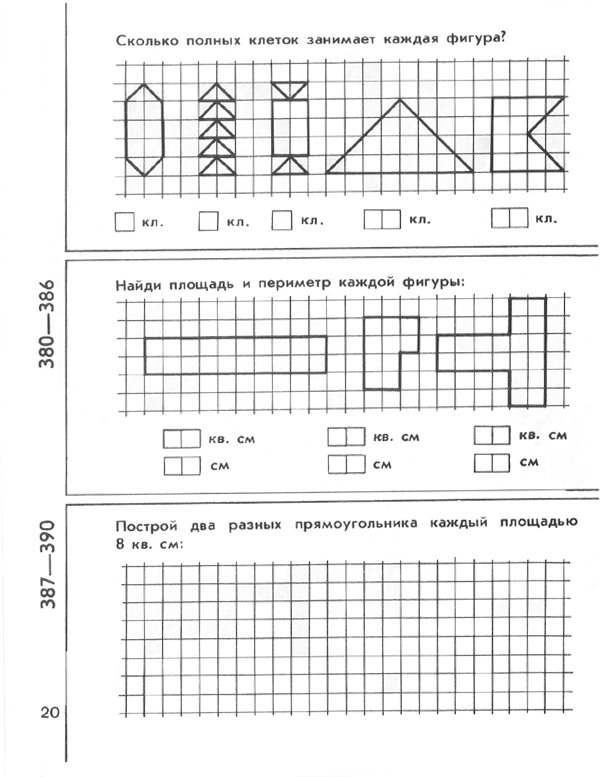 Сколько полных клеток занимает каждая фигура?
кл. кл. кл. кл. кл.
380—386
Найди площадь и периметр каждой фигуры:
кв. см кв. см кв. см
см см см
387—390
Построй два разных прямоугольника каждый площадью
8 кв. см:
20